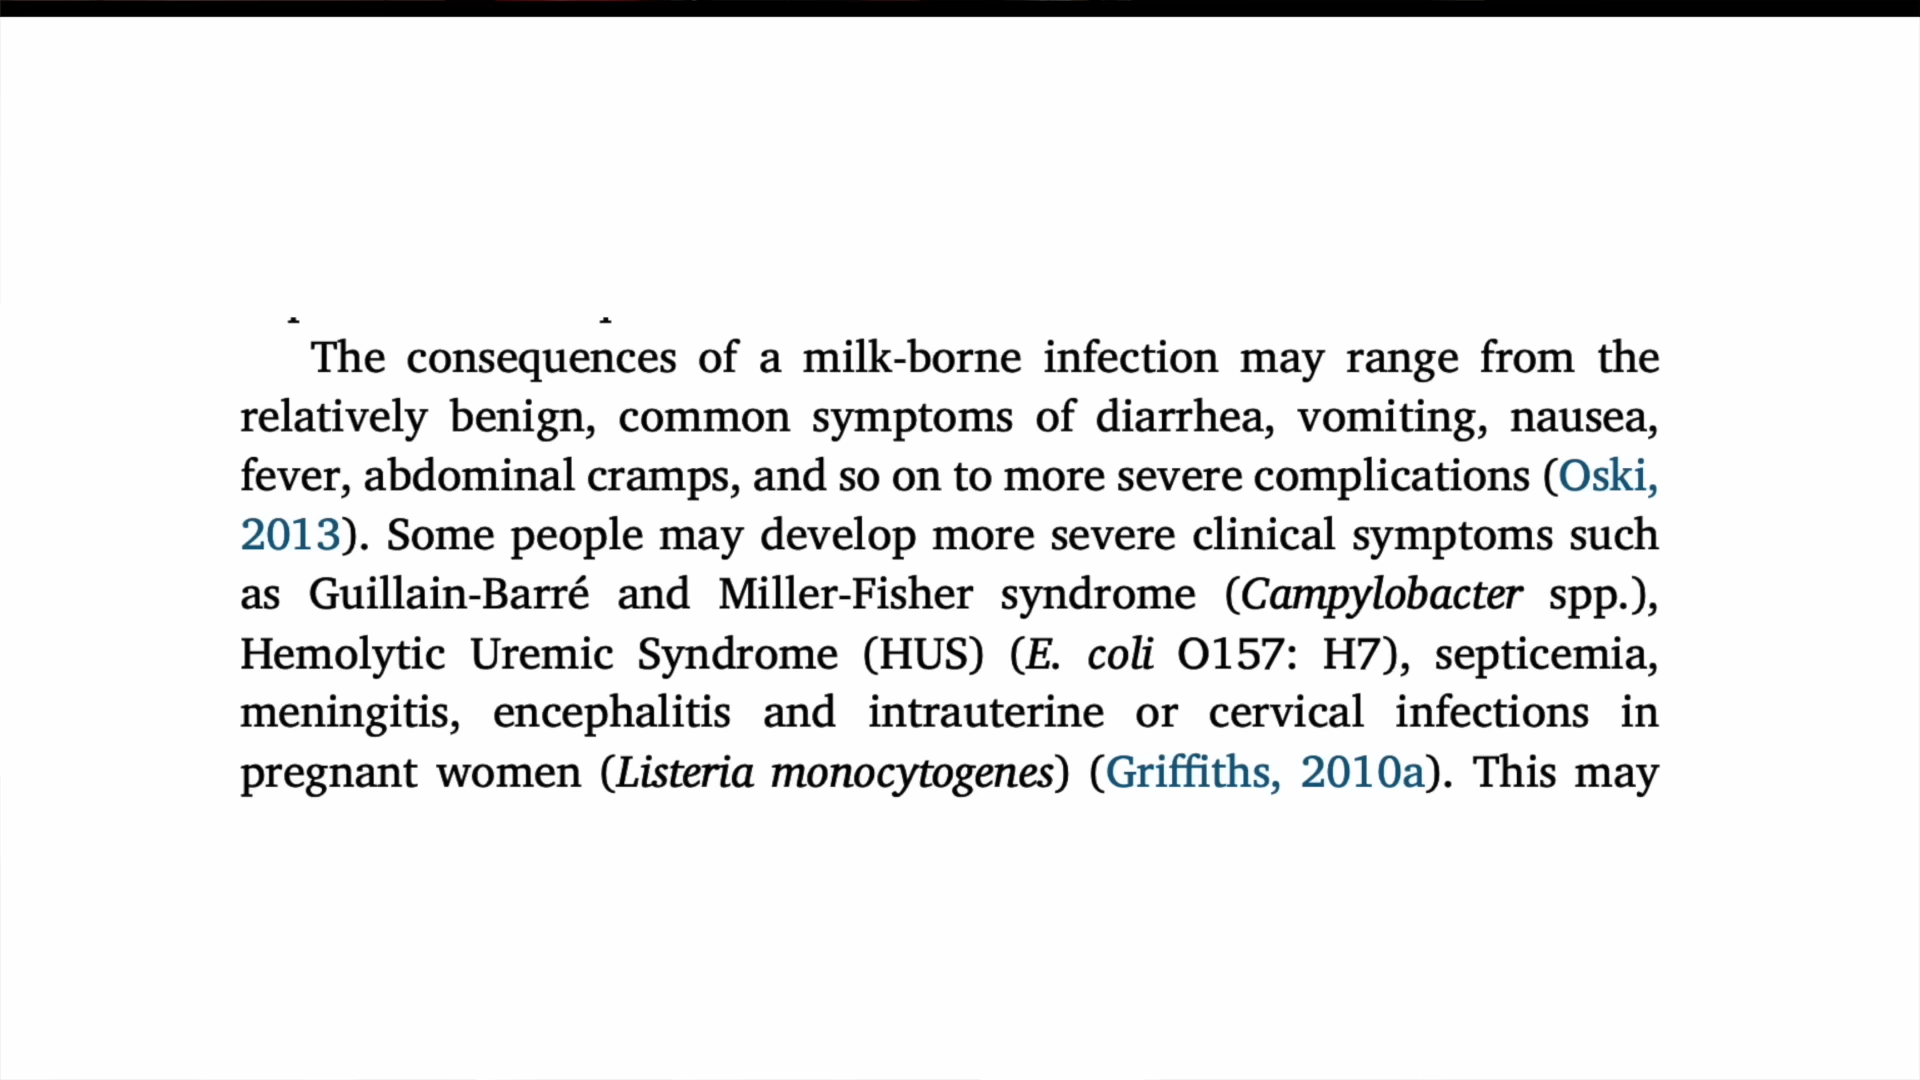 The consequences of a milk-borne infection may range from the
relatively benign, common symptoms of diarrhea, vomiting, nausea,
fever, abdominal cramps, and so on to more severe complications (Oski,
2013). Some people may develop more severe clinical symptoms such
as Guillain-Barré and Miller-Fisher syndrome (Campylobacter spp.),
Hemolytic Uremic Syndrome (HUS) (E. coli O157: H7), septicemia,
meningitis, encephalitis and intrauterine or cervical infections in
pregnant women (Listeria monocytogenes) (Griffiths, 2010a). This may